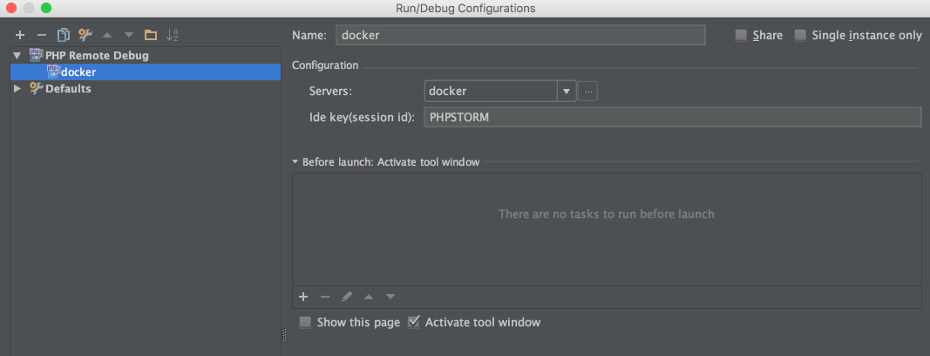 Run/Debug Configurations
Name: docker Share Single instance only
PHP Remote Debug
docker
Defaults
Configuration
Servers: docker ...
Ide key(session id): PHPSTORM
Before launch: Activate tool window
There are no tasks to run before launch
Show this page Activate tool window